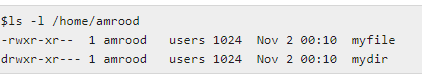 $ls -l /home/amrood
-rwxr-xr--  1 amrood   users 1024  Nov 2 00:10  myfile
drwxr-xr--- 1 amrood   users 1024  Nov 2 00:10  mydir